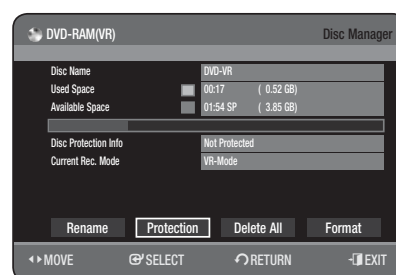 DVD-RAM(VR) Disc Manager
Disc Name DVD-VR
Used Space 00:17 ( 0.52 GB)
Available Space 01:54 SP ( 3.85 GB)
Disc Protection Info Not Protected
Current Rec. Mode VR-Mode
Rename Protection Delete All Format
MOVE SELECT RETURN EXIT